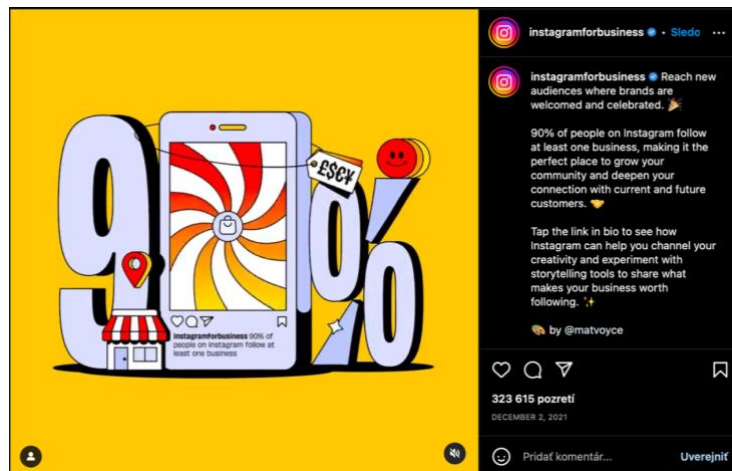 90%
£$€¥
instagramforbusiness 90% of
people on Instagram follow at
least one business
instagramforbusiness • Sledo ...
instagramforbusiness Reach new
audiences where brands are
welcomed and celebrated. 🎉
90% of people on Instagram follow
at least one business, making it the
perfect place to grow your
community and deepen your
connection with current and future
customers. 🤝
Tap the link in bio to see how
Instagram can help you channel your
creativity and experiment with
storytelling tools to share what
makes your business worth
following. ✨
🎨 by @matvoyce
323 615 pozretí
DECEMBER 2, 2021
Pridať komentár... Uverejniť